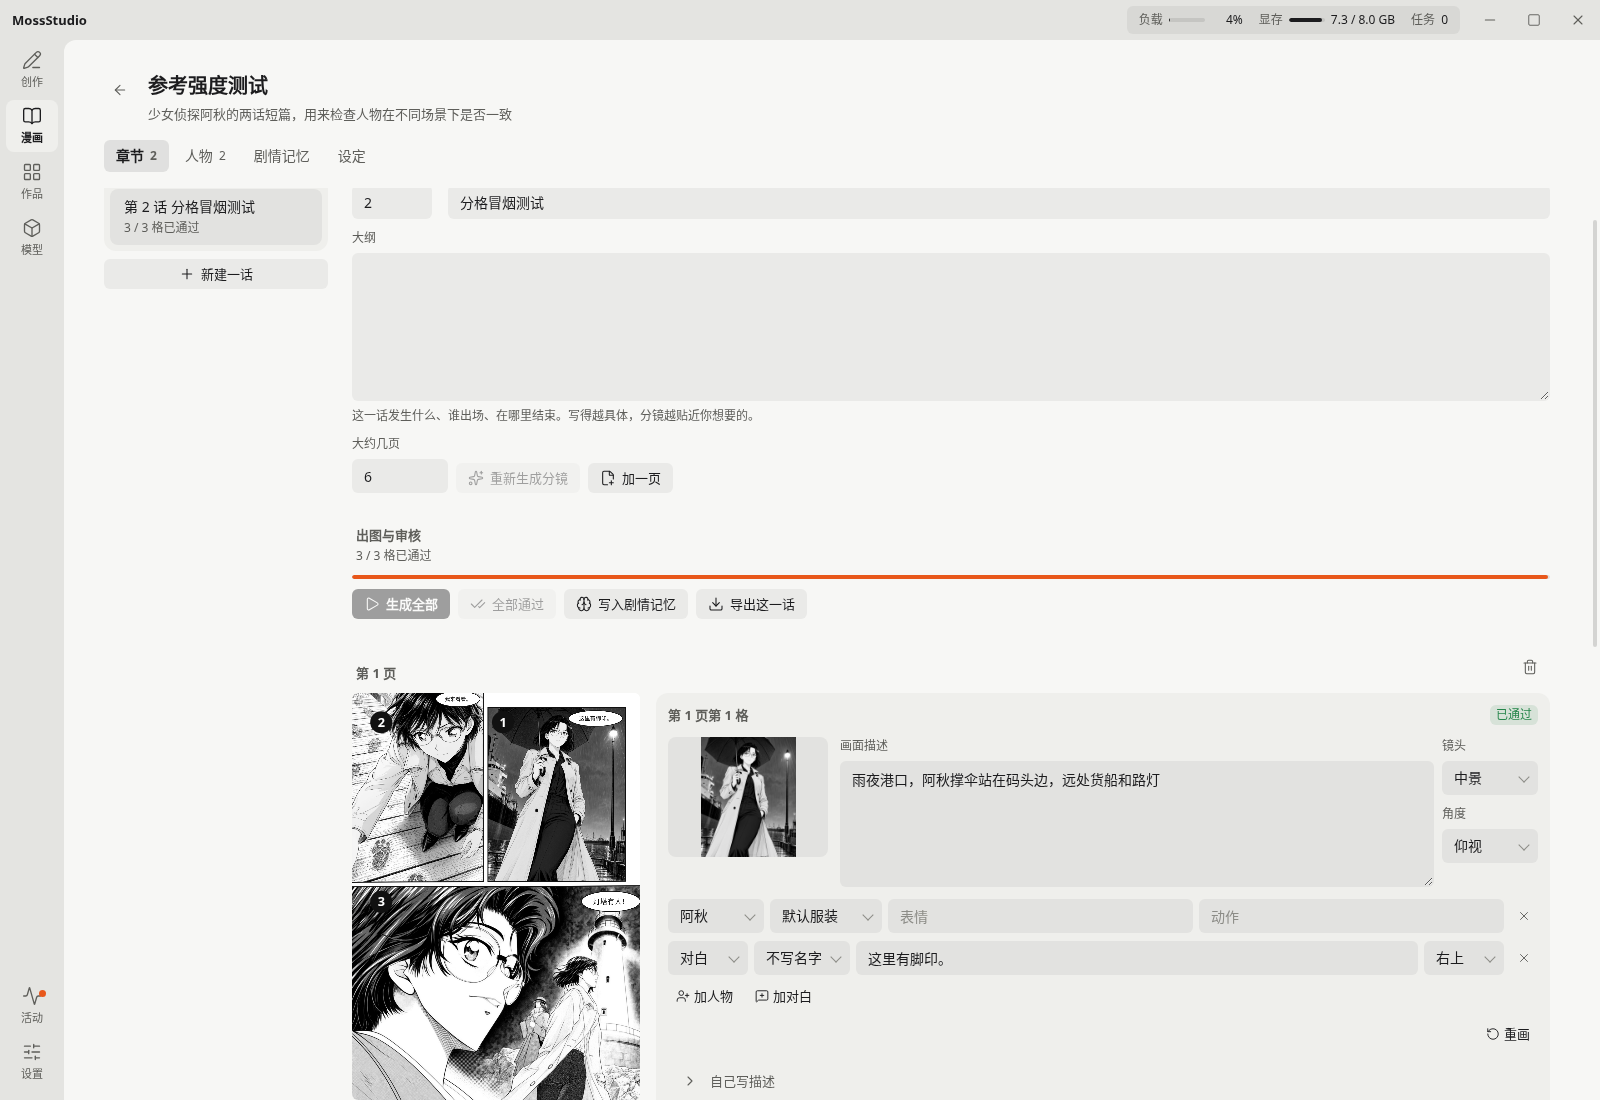 MossStudio
负载 4% 显存 7.3 / 8.0 GB 任务 0
创作
漫画
作品
模型
活动
设置
参考强度测试
少女侦探阿秋的两话短篇，用来检查人物在不同场景下是否一致
章节 2 人物 2 剧情记忆 设定
第 2 话 分格冒烟测试
3 / 3 格已通过
新建一话
2 分格冒烟测试
大纲
这一话发生什么、谁出场、在哪里结束。写得越具体，分镜越贴近你想要的。
大约几页
6 重新生成分镜 加一页
出图与审核
3 / 3 格已通过
生成全部 全部通过 写入剧情记忆 导出这一话
第 1 页
2
1
这里有脚印。
3
灯塔有人！
第 1 页第 1 格 已通过
画面描述
雨夜港口，阿秋撑伞站在码头边，远处货船和路灯
镜头
中景
角度
仰视
阿秋 默认服装 表情 动作
对白 不写名字 这里有脚印。 右上
加人物 加对白
重画
自己写描述